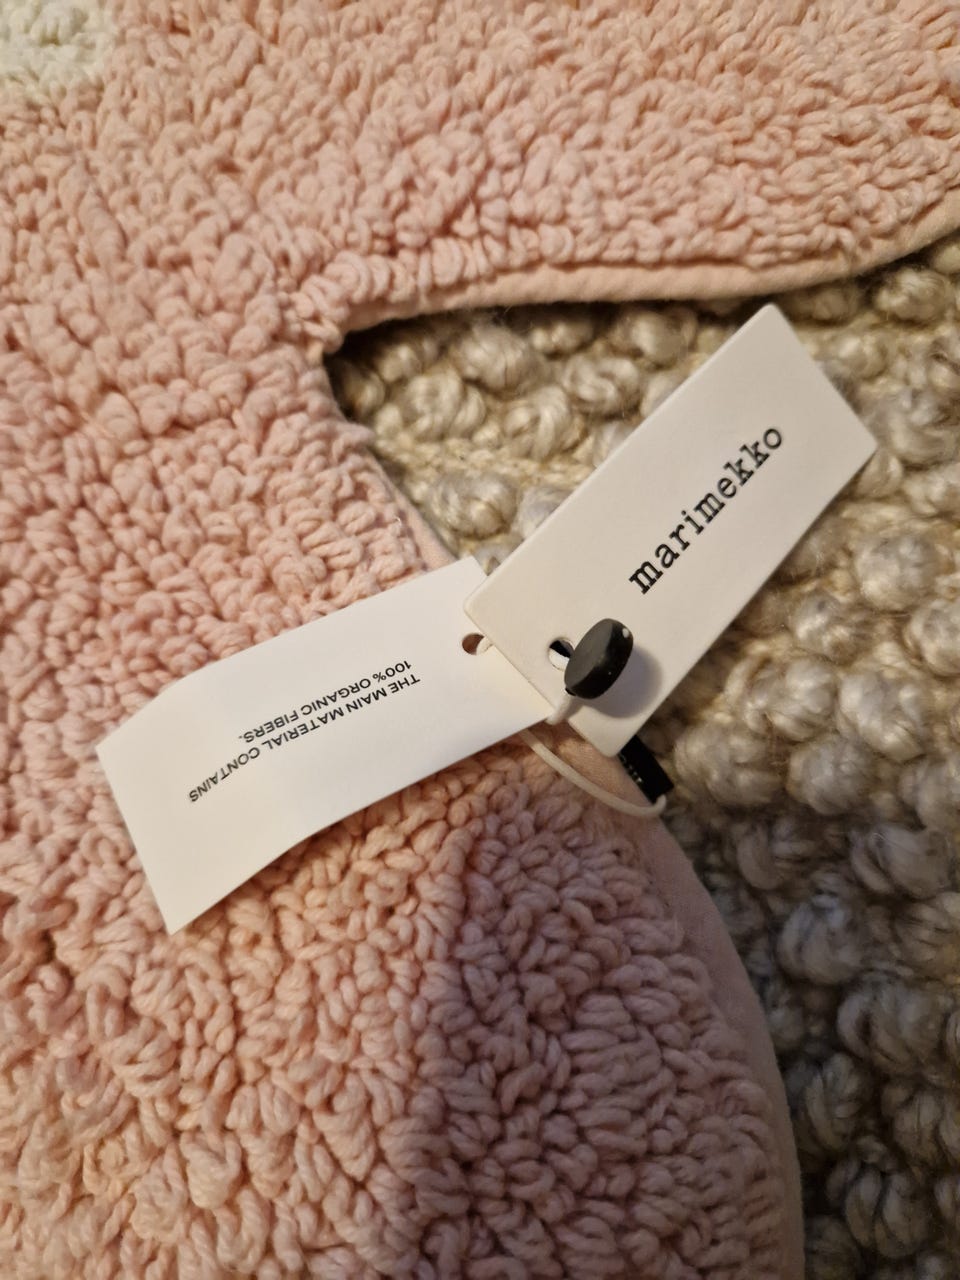 marimekko
THE MAIN MATERIAL CONTAINS
100% ORGANIC FIBERS.